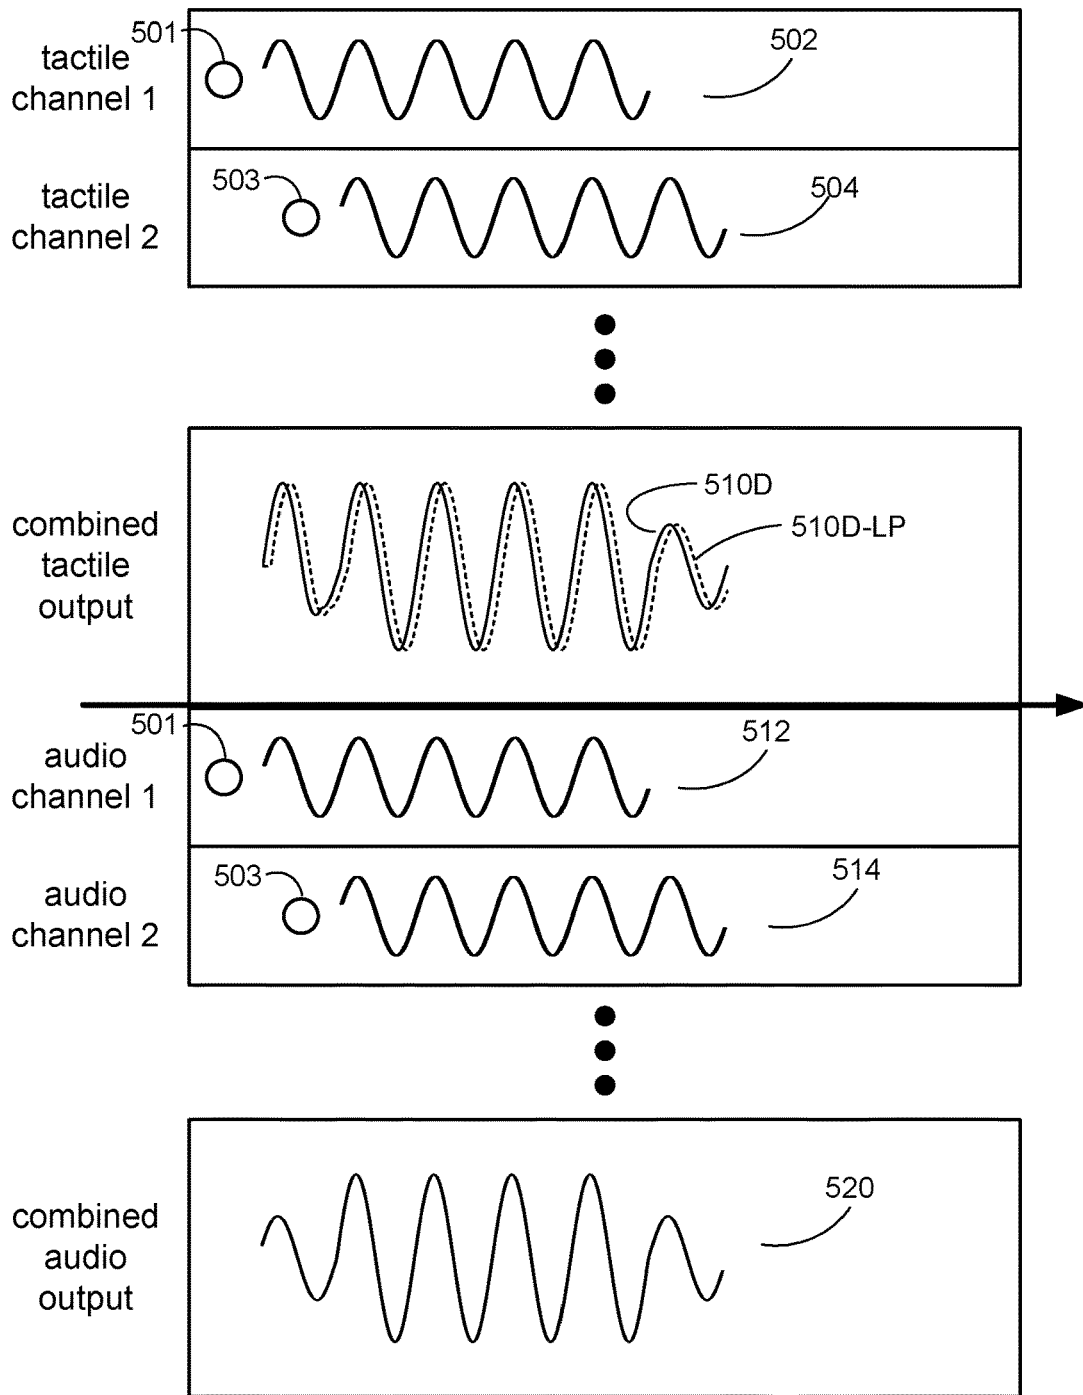 501
tactile
channel 1
502
503
tactile
channel 2
504
combined
tactile
output
510D
510D-LP
501
audio
channel 1
512
503
audio
channel 2
514
combined
audio
output
520